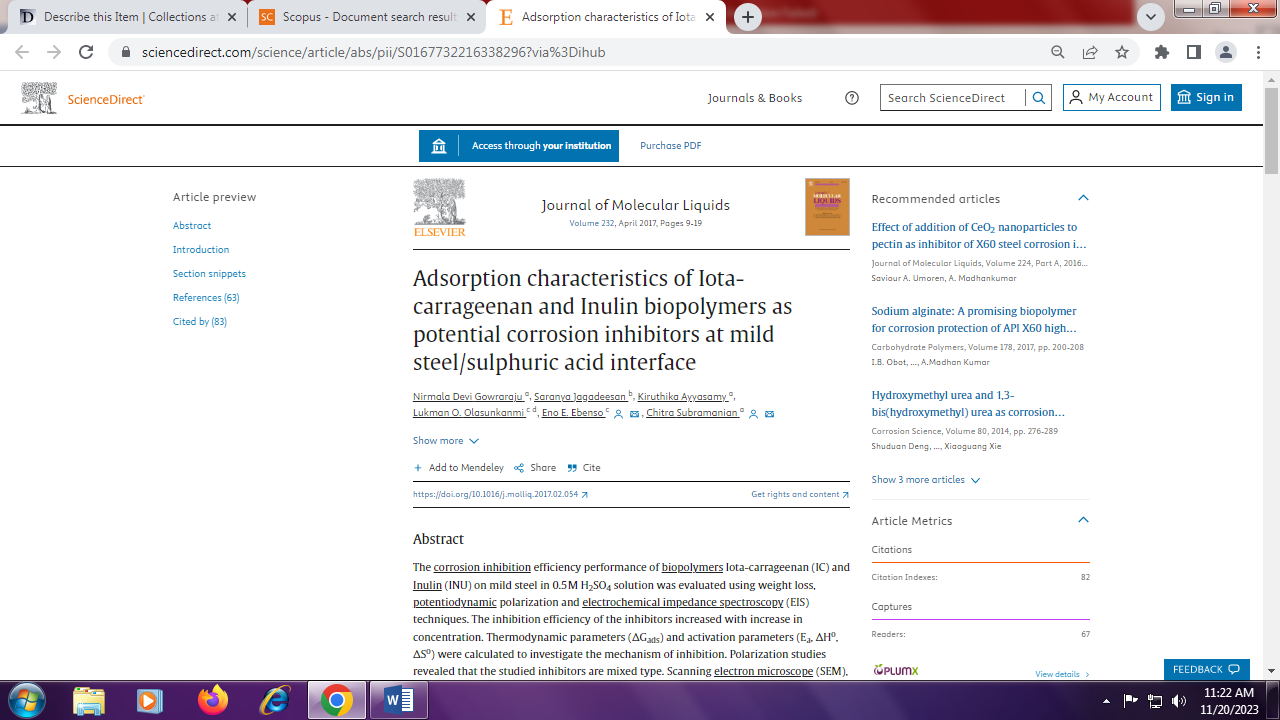 Describe this Item | Collections at
Scopus - Document search result
Adsorption characteristics of Iota-
sciencedirect.com/science/article/abs/pii/S0167732216338296?via%3Dihub
ScienceDirect
Journals & Books
Search ScienceDirect
My Account
Sign in
Access through your institution
Purchase PDF
Article preview
Abstract
Introduction
Section snippets
References (63)
Cited by (83)
ELSEVIER
Journal of Molecular Liquids
Volume 232, April 2017, Pages 9-19
Adsorption characteristics of Iota-
carrageenan and Inulin biopolymers as
potential corrosion inhibitors at mild
steel/sulphuric acid interface
Nirmala Devi Gowraraju a, Saranya Jagadeesan b, Kiruthika Ayyasamy a,
Lukman O. Olasunkanmi c d, Eno E. Ebenso c, Chitra Subramanian a
Show more
Add to Mendeley Share Cite
https://doi.org/10.1016/j.molliq.2017.02.054
Get rights and content
Abstract
The corrosion inhibition efficiency performance of biopolymers Iota-carrageenan (IC) and
Inulin (INU) on mild steel in 0.5M H₂SO₄ solution was evaluated using weight loss,
potentiodynamic polarization and electrochemical impedance spectroscopy (EIS)
techniques. The inhibition efficiency of the inhibitors increased with increase in
concentration. Thermodynamic parameters (ΔGads) and activation parameters (Ea, ΔHº,
ΔSº) were calculated to investigate the mechanism of inhibition. Polarization studies
revealed that the studied inhibitors are mixed type. Scanning electron microscope (SEM),
Recommended articles
Effect of addition of CeO₂ nanoparticles to
pectin as inhibitor of X60 steel corrosion i…
Journal of Molecular Liquids, Volume 224, Part A, 2016…
Saviour A. Umoren, A. Madhankumar
Sodium alginate: A promising biopolymer
for corrosion protection of API X60 high…
Carbohydrate Polymers, Volume 178, 2017, pp. 200-208
I.B. Obot, …, A.Madhan Kumar
Hydroxymethyl urea and 1,3-
bis(hydroxymethyl) urea as corrosion…
Corrosion Science, Volume 80, 2014, pp. 276-289
Shuduan Deng, …, Xiaoguang Xie
Show 3 more articles
Article Metrics
Citations
Citation Indexes: 82
Captures
Readers: 67
PLUMX
View details
FEEDBACK
11:22 AM
11/20/2023